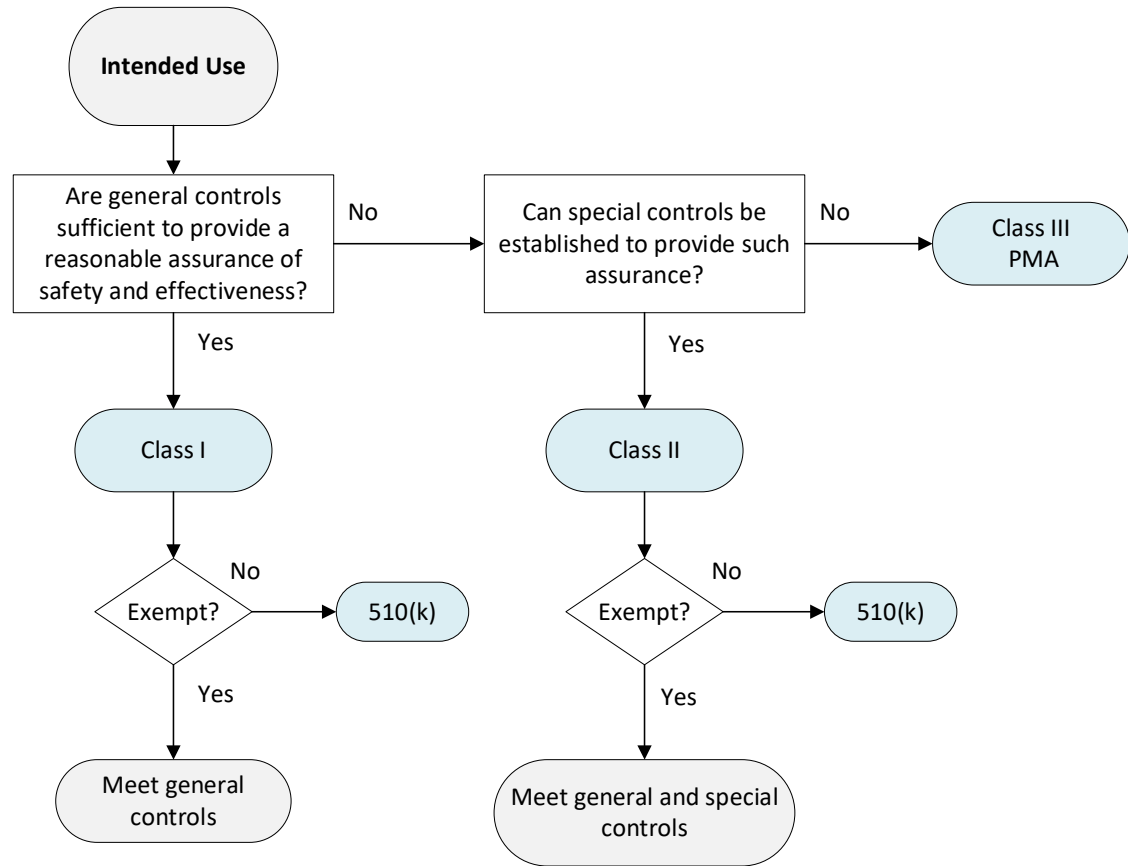 Intended Use
Are general controls
sufficient to provide a
reasonable assurance of
safety and effectiveness?
No
Can special controls be
established to provide such
assurance?
No
Class III
PMA
Yes
Yes
Class I
Class II
Exempt?
No
510(k)
Exempt?
No
510(k)
Yes
Yes
Meet general
controls
Meet general and special
controls